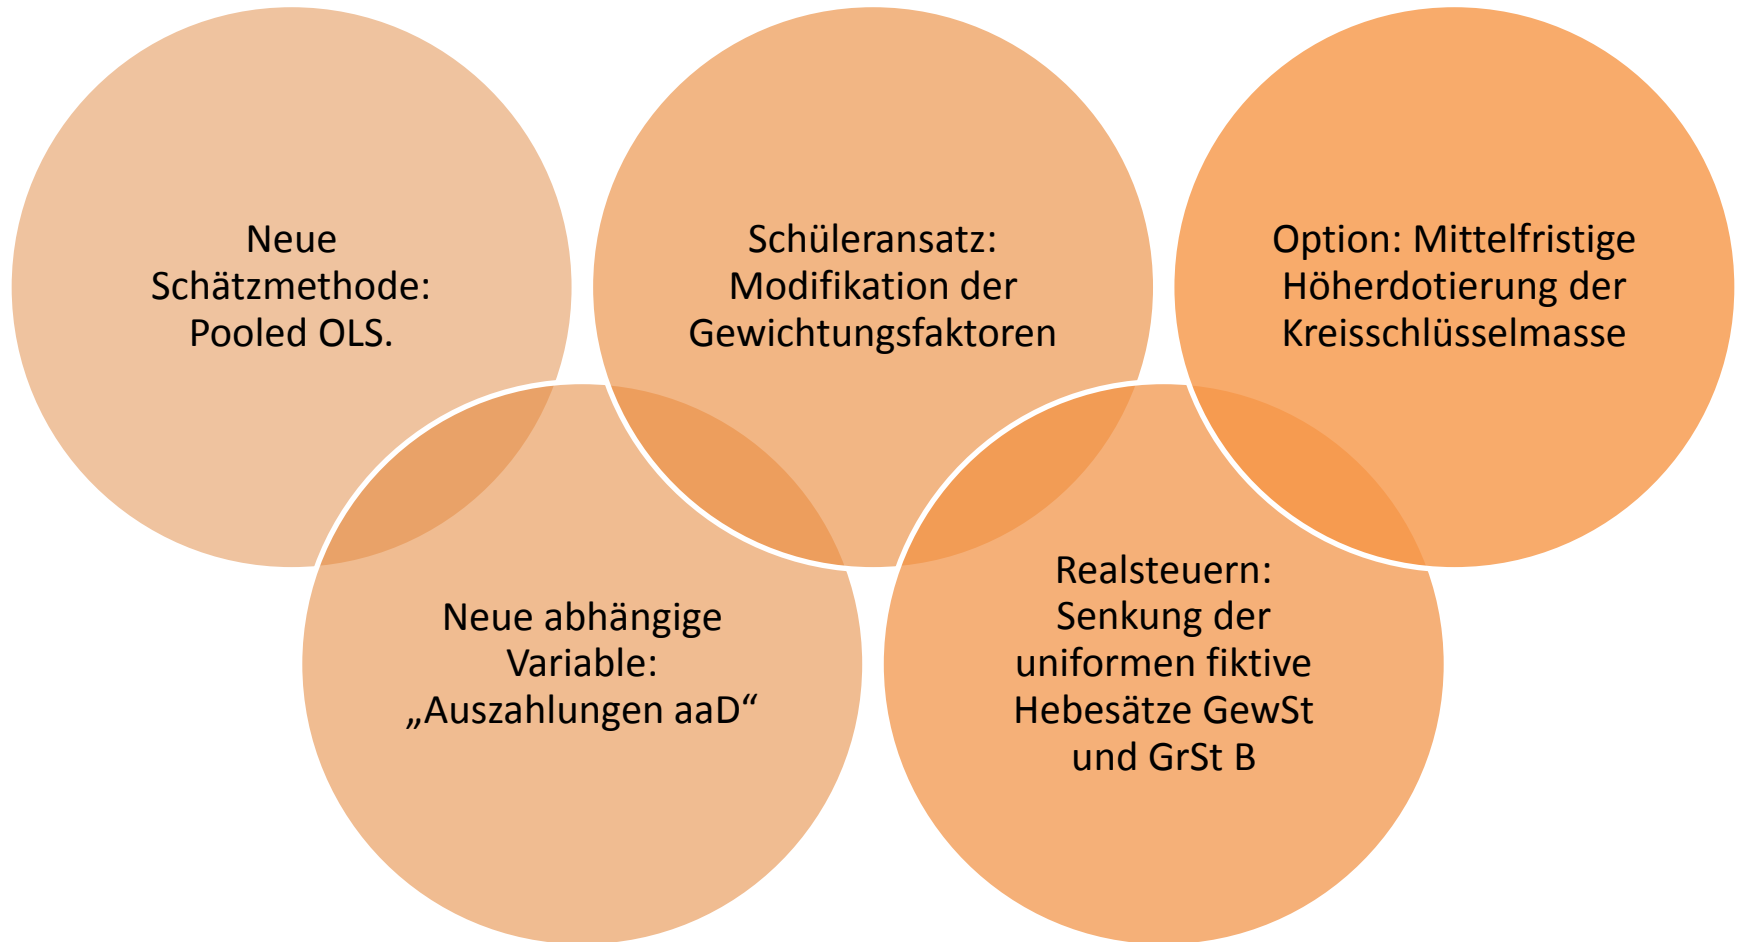 Neue
Schätzmethode:
Pooled OLS.
Neue abhängige
Variable:
„Auszahlungen aaD“
Schüleransatz:
Modifikation der
Gewichtungsfaktoren
Realsteuern:
Senkung der
uniformen fiktive
Hebesätze GewSt
und GrSt B
Option: Mittelfristige
Höherdotierung der
Kreisschlüsselmasse